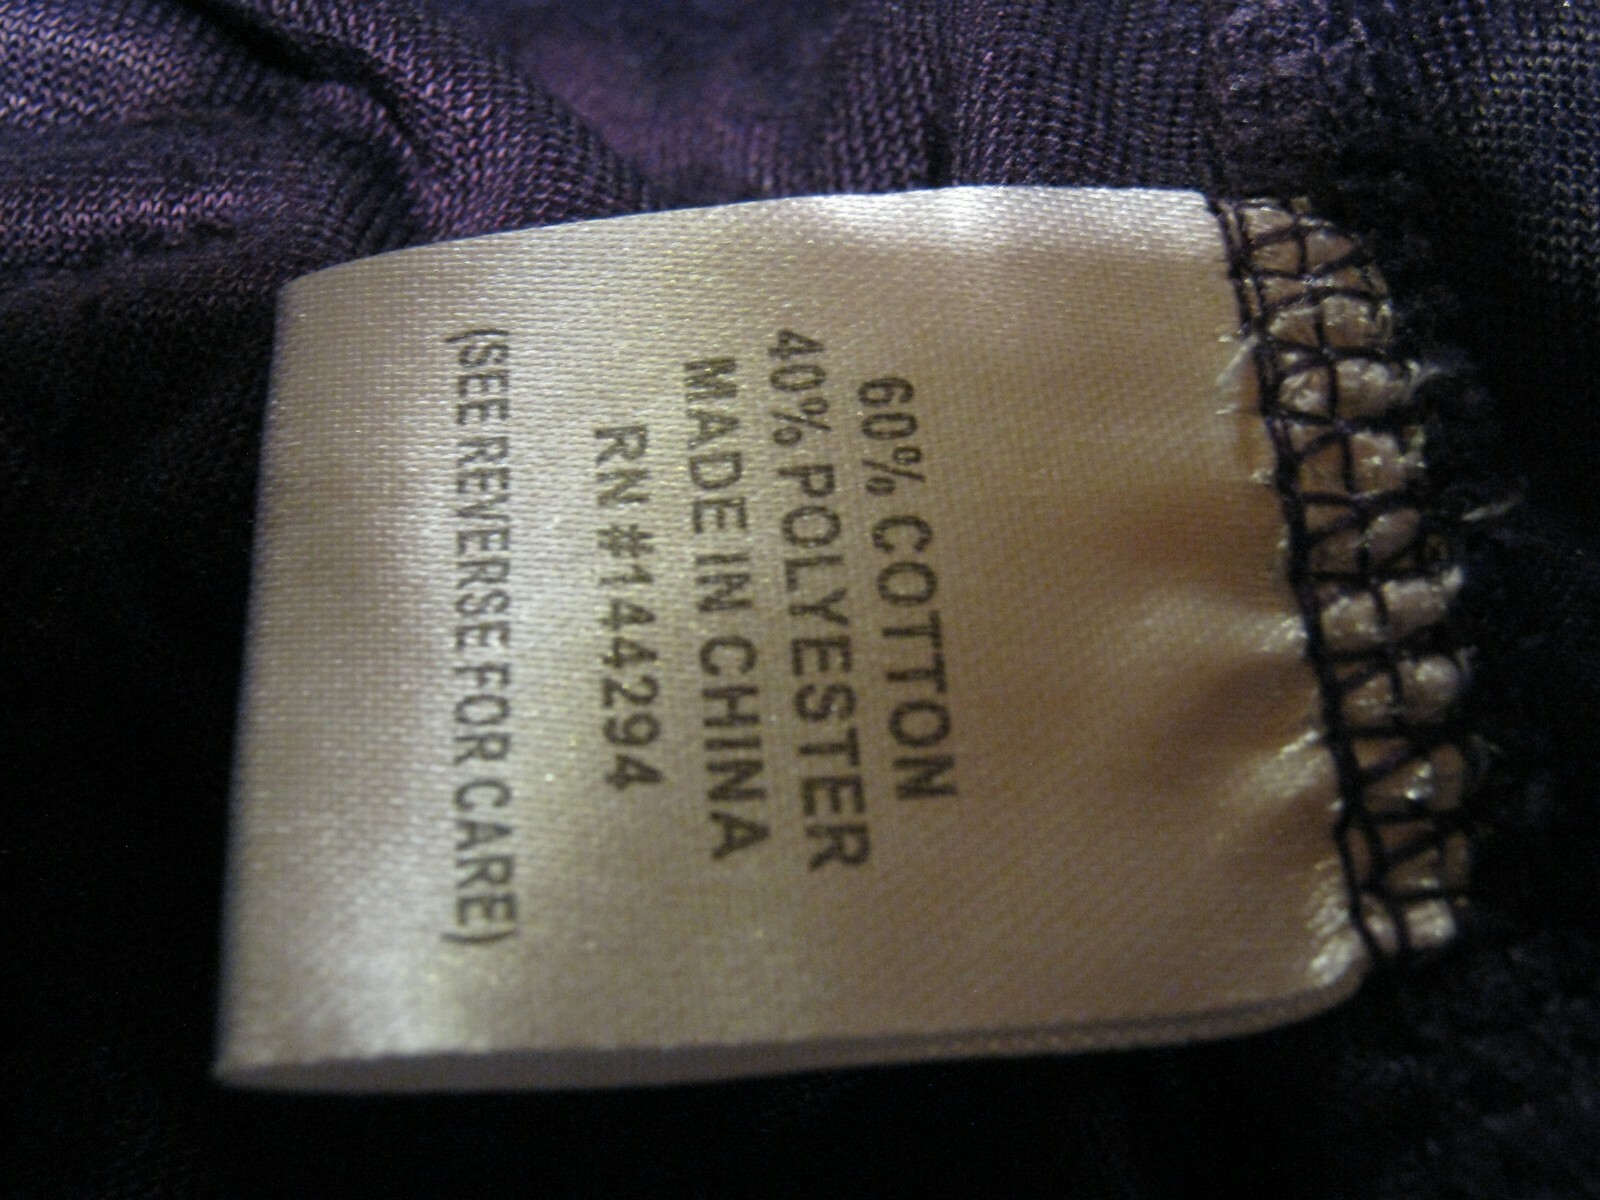 60% COTTON
40% POLYESTER
MADE IN CHINA
RN #144294
(SEE REVERSE FOR CARE)